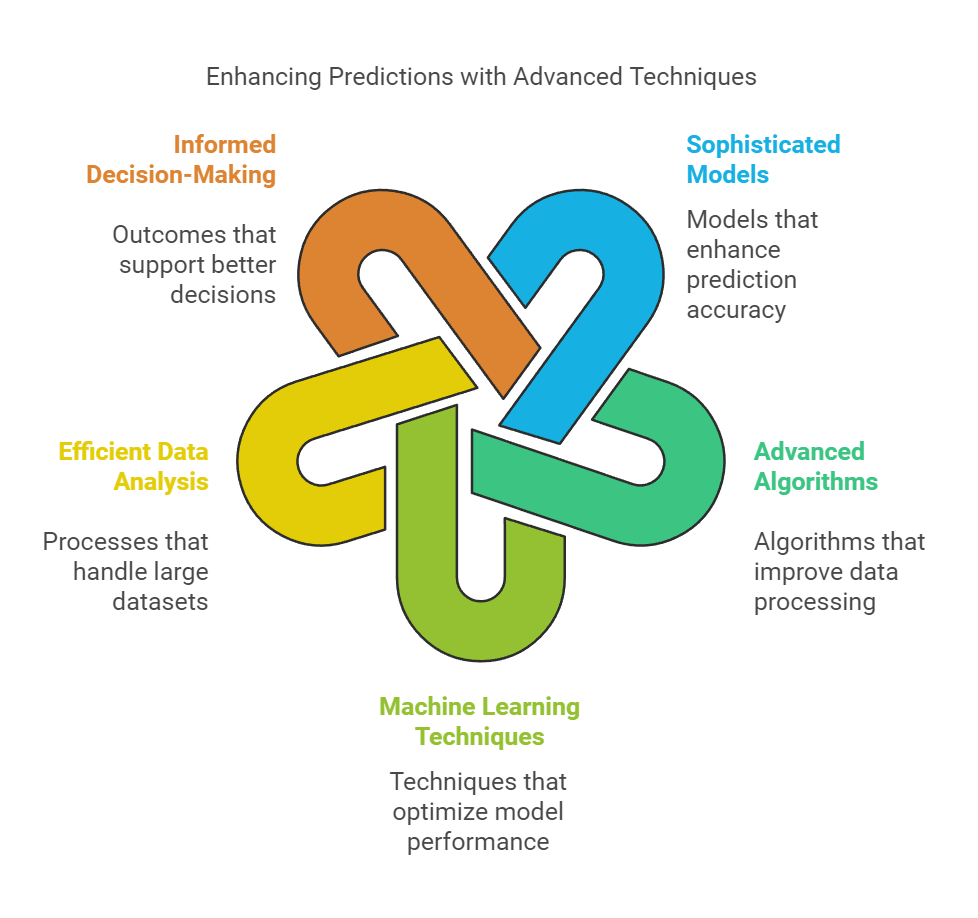 Enhancing Predictions with Advanced Techniques
Informed
Decision-Making
Outcomes that
support better
decisions
Sophisticated
Models
Models that
enhance
prediction
accuracy
Efficient Data
Analysis
Processes that
handle large
datasets
Advanced
Algorithms
Algorithms that
improve data
processing
Machine Learning
Techniques
Techniques that
optimize model
performance